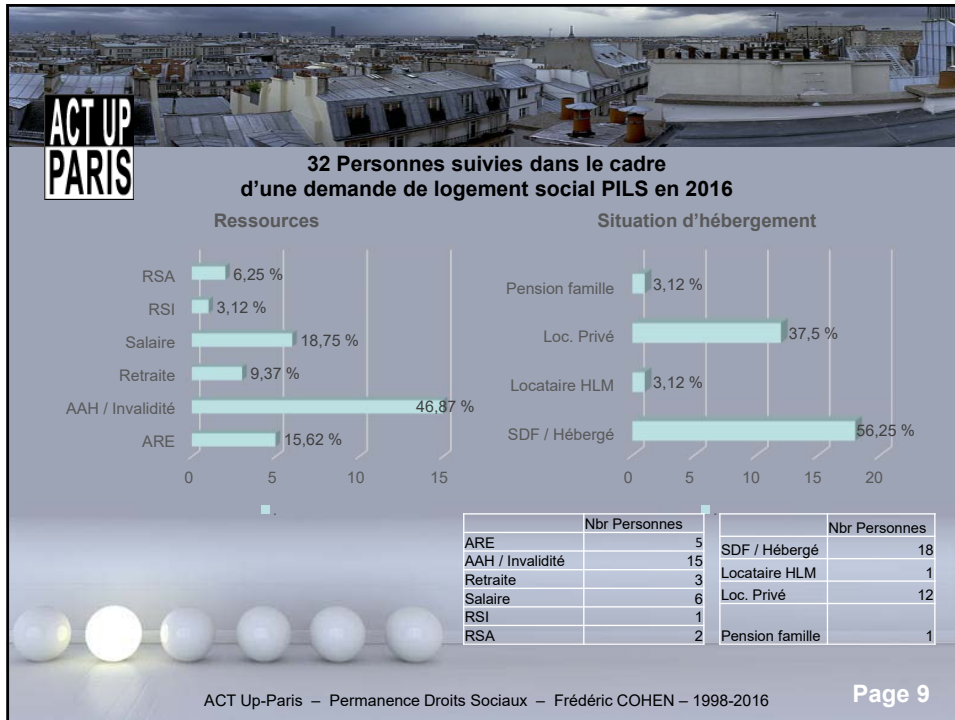 ACT UP
PARIS
32 Personnes suivies dans le cadre
d'une demande de logement social PILS en 2016
Ressources
RSA 6,25 %
RSI 3,12 %
Salaire 18,75 %
Retraite 9,37 %
AAH / Invalidité 46,87 %
ARE 15,62 %
0 5 10 15
.
Situation d'hébergement
Pension famille 3,12 %
Loc. Privé 37,5 %
Locataire HLM 3,12 %
SDF / Hébergé 56,25 %
0 5 10 15 20
.
Nbr Personnes
ARE 5
AAH / Invalidité 15
Retraite 3
Salaire 6
RSI 1
RSA 2
Nbr Personnes
SDF / Hébergé 18
Locataire HLM 1
Loc. Privé 12
Pension famille 1
ACT Up-Paris – Permanence Droits Sociaux – Frédéric COHEN – 1998-2016
Page 9